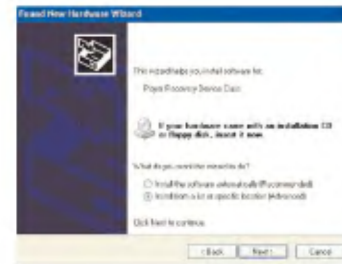 Found New Hardware Wizard
This wizard helps you install software for:
Player Recovery Device Class
If your hardware came with an installation CD
or floppy disk, insert it now.
What do you want the wizard to do?
Install the software automatically (Recommended)
Install from a list or specific location (Advanced)
Click Next to continue.
< Back
Next >
Cancel